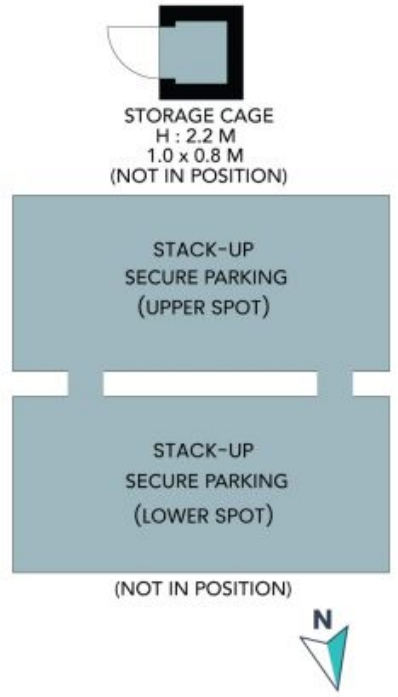 STORAGE CAGE
H : 2.2 M
1.0 x 0.8 M
(NOT IN POSITION)
STACK-UP
SECURE PARKING
(UPPER SPOT)
STACK-UP
SECURE PARKING
(LOWER SPOT)
(NOT IN POSITION)
N